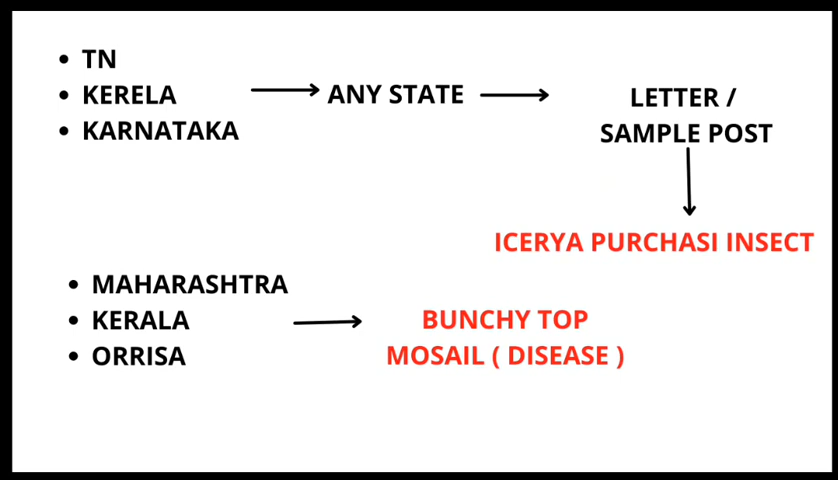 • TN
• KERELA
• KARNATAKA
ANY STATE
LETTER /
SAMPLE POST
ICERYA PURCHASI INSECT
• MAHARASHTRA
• KERALA
• ORRISA
BUNCHY TOP
MOSAIL ( DISEASE )